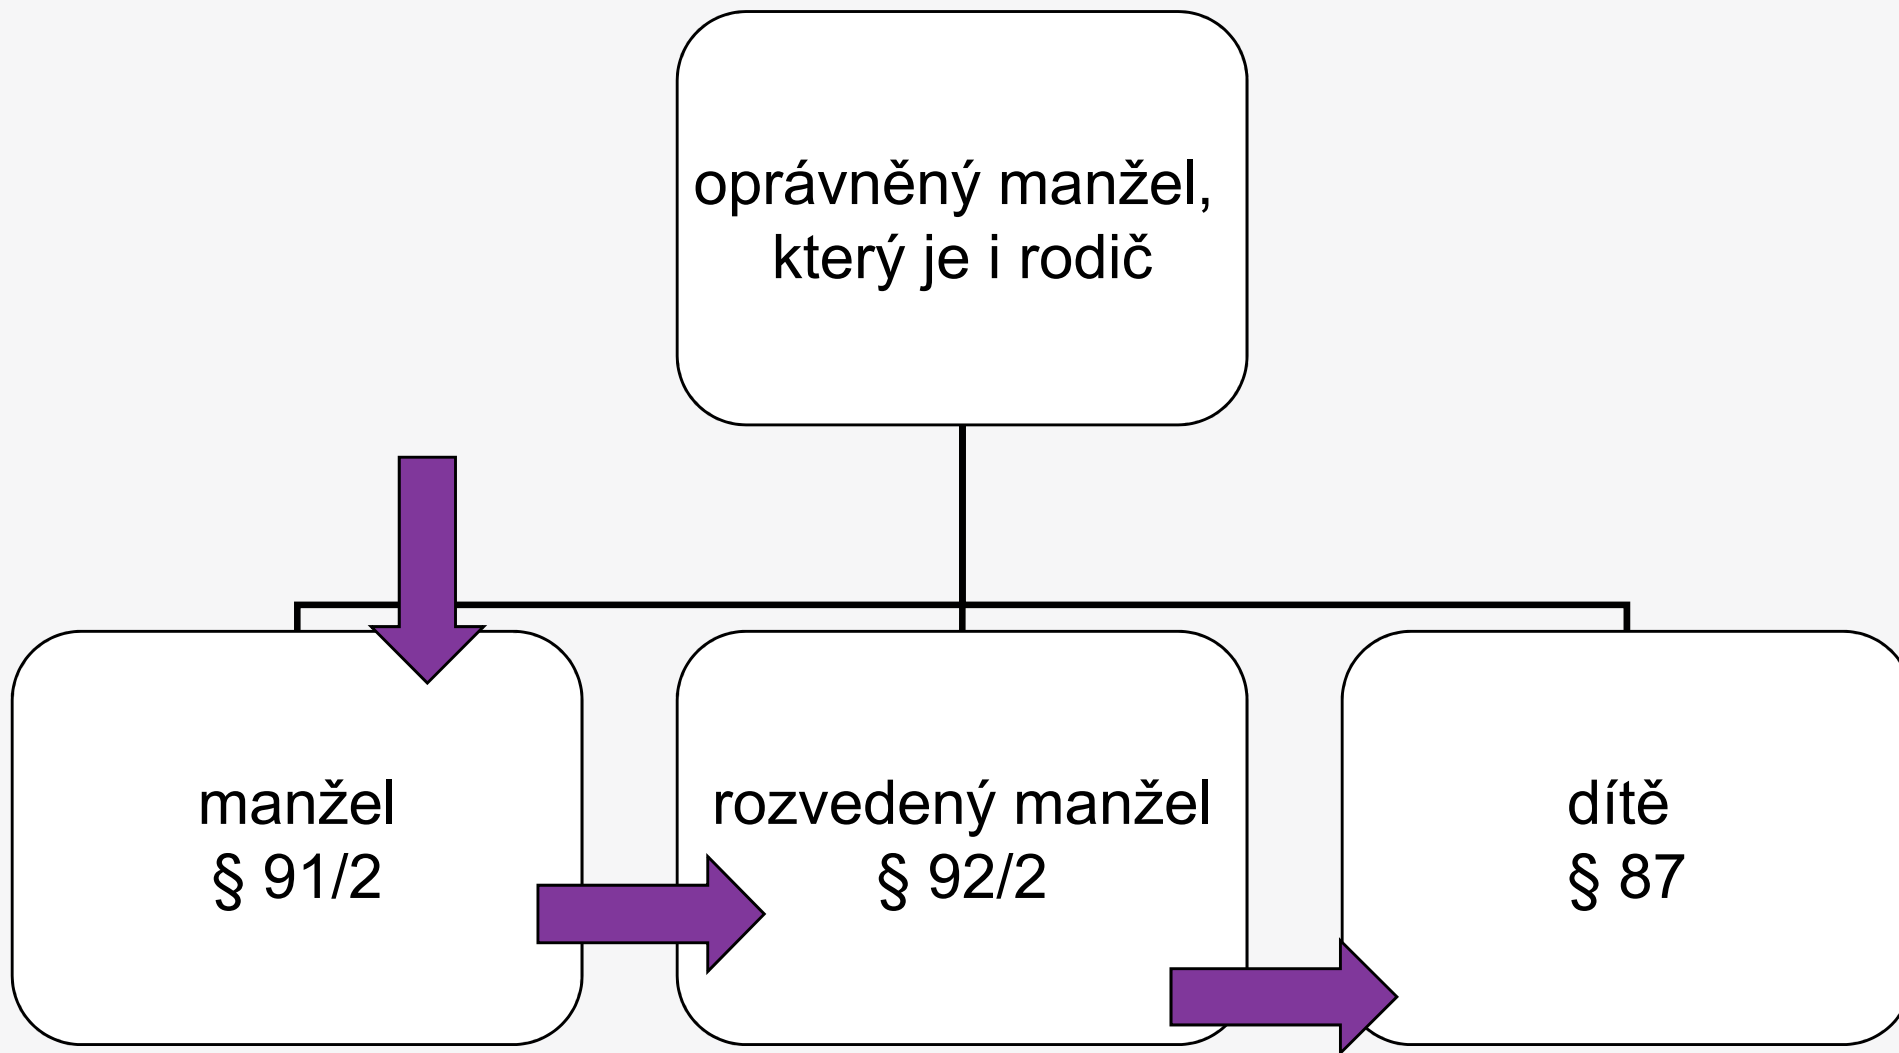 oprávněný manžel,
který je i rodič
manžel
§ 91/2
rozvedený manžel
§ 92/2
dítě
§ 87